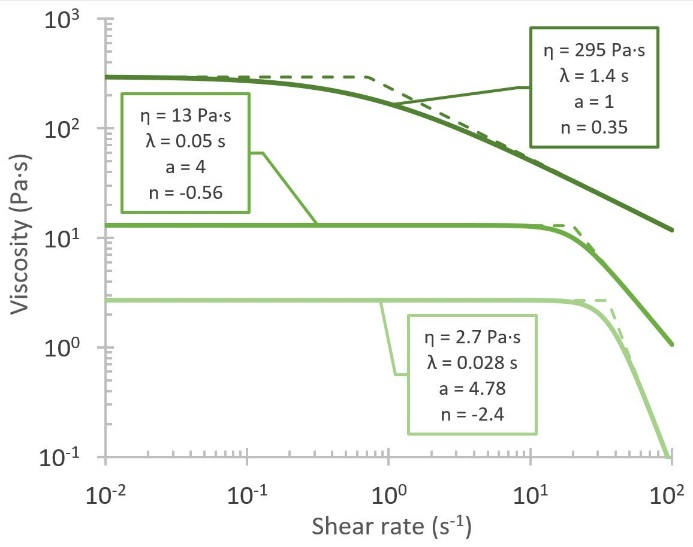 10³
η = 295 Pa·s
λ = 1.4 s
a = 1
n = 0.35
η = 13 Pa·s
λ = 0.05 s
a = 4
n = -0.56
10²
Viscosity (Pa·s)
10¹
η = 2.7 Pa·s
λ = 0.028 s
a = 4.78
n = -2.4
10⁰
10⁻¹
10⁻² 10⁻¹ 10⁰ 10¹ 10²
Shear rate (s⁻¹)